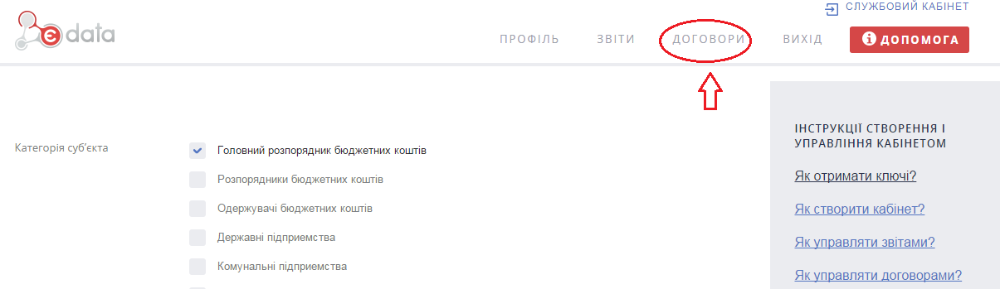 СЛУЖБОВИЙ КАБІНЕТ
єdata
ПРОФІЛЬ ЗВІТИ ДОГОВОРИ ВИХІД ДОПОМОГА
ІНСТРУКЦІЇ СТВОРЕННЯ І
УПРАВЛІННЯ КАБІНЕТОМ
Категорія суб'єкта
Головний розпорядник бюджетних коштів
Розпорядники бюджетних коштів
Одержувачі бюджетних коштів
Державні підприємства
Комунальні підприємства
Як отримати ключі?
Як створити кабінет?
Як управляти звітами?
Як управляти договорами?